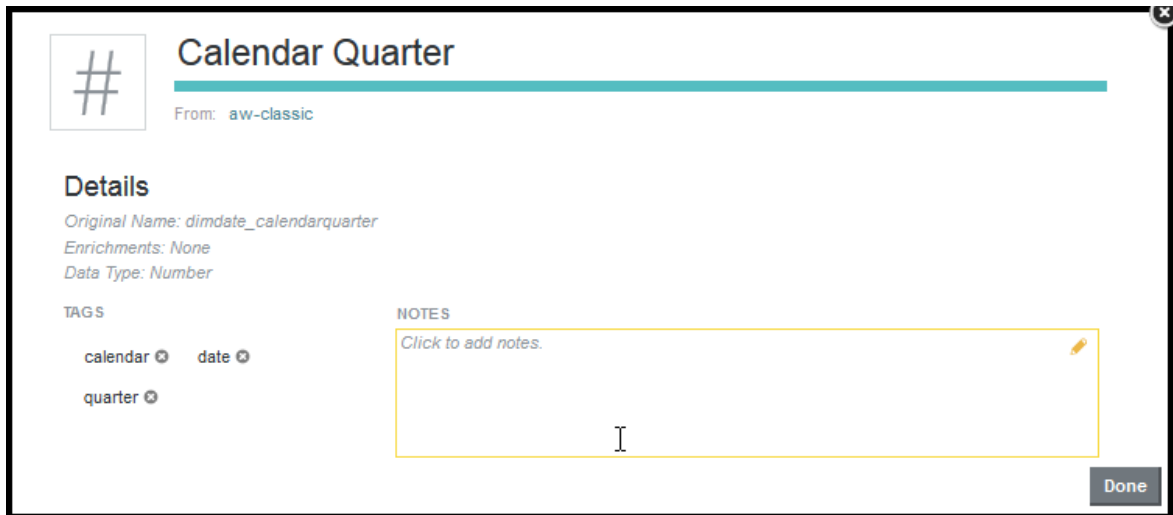 #
Calendar Quarter
From: aw-classic
Details
Original Name: dimdate_calendarquarter
Enrichments: None
Data Type: Number
TAGS
calendar date
quarter
NOTES
Click to add notes.
Done